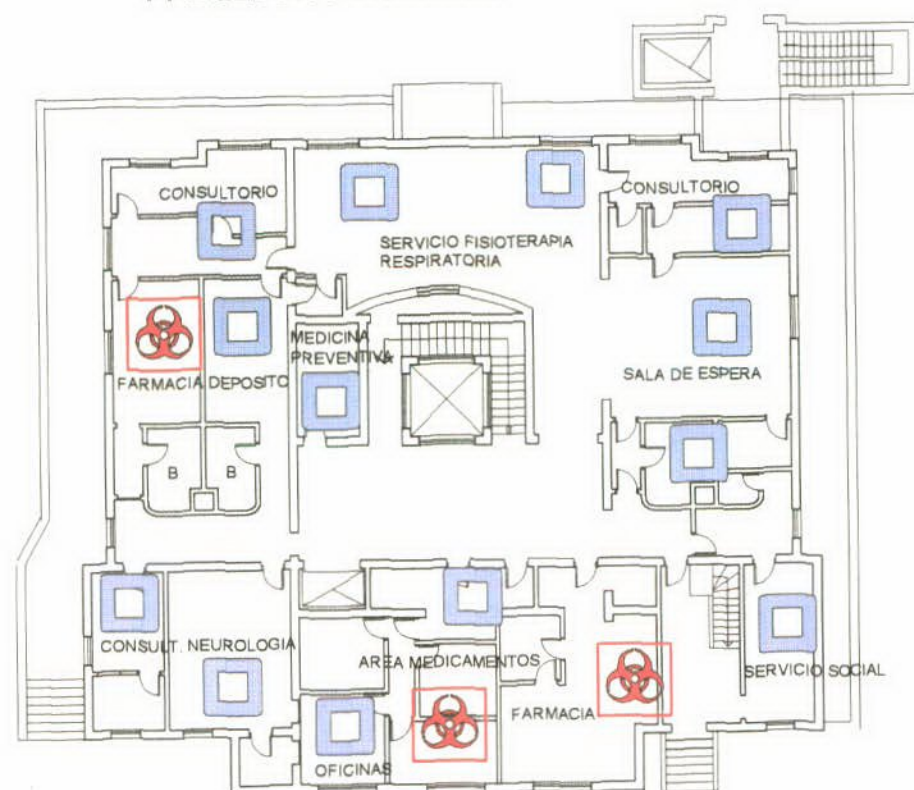 CONSULTORIO
CONSULTORIO
SERVICIO FISIOTERAPIA
RESPIRATORIA
MEDICINA
PREVENTIVA
FARMACIA
DEPOSITO
SALA DE ESPERA
B
B
CONSULT. NEUROLOGIA
AREA MEDICAMENTOS
SERVICIO SOCIAL
FARMACIA
OFICINAS